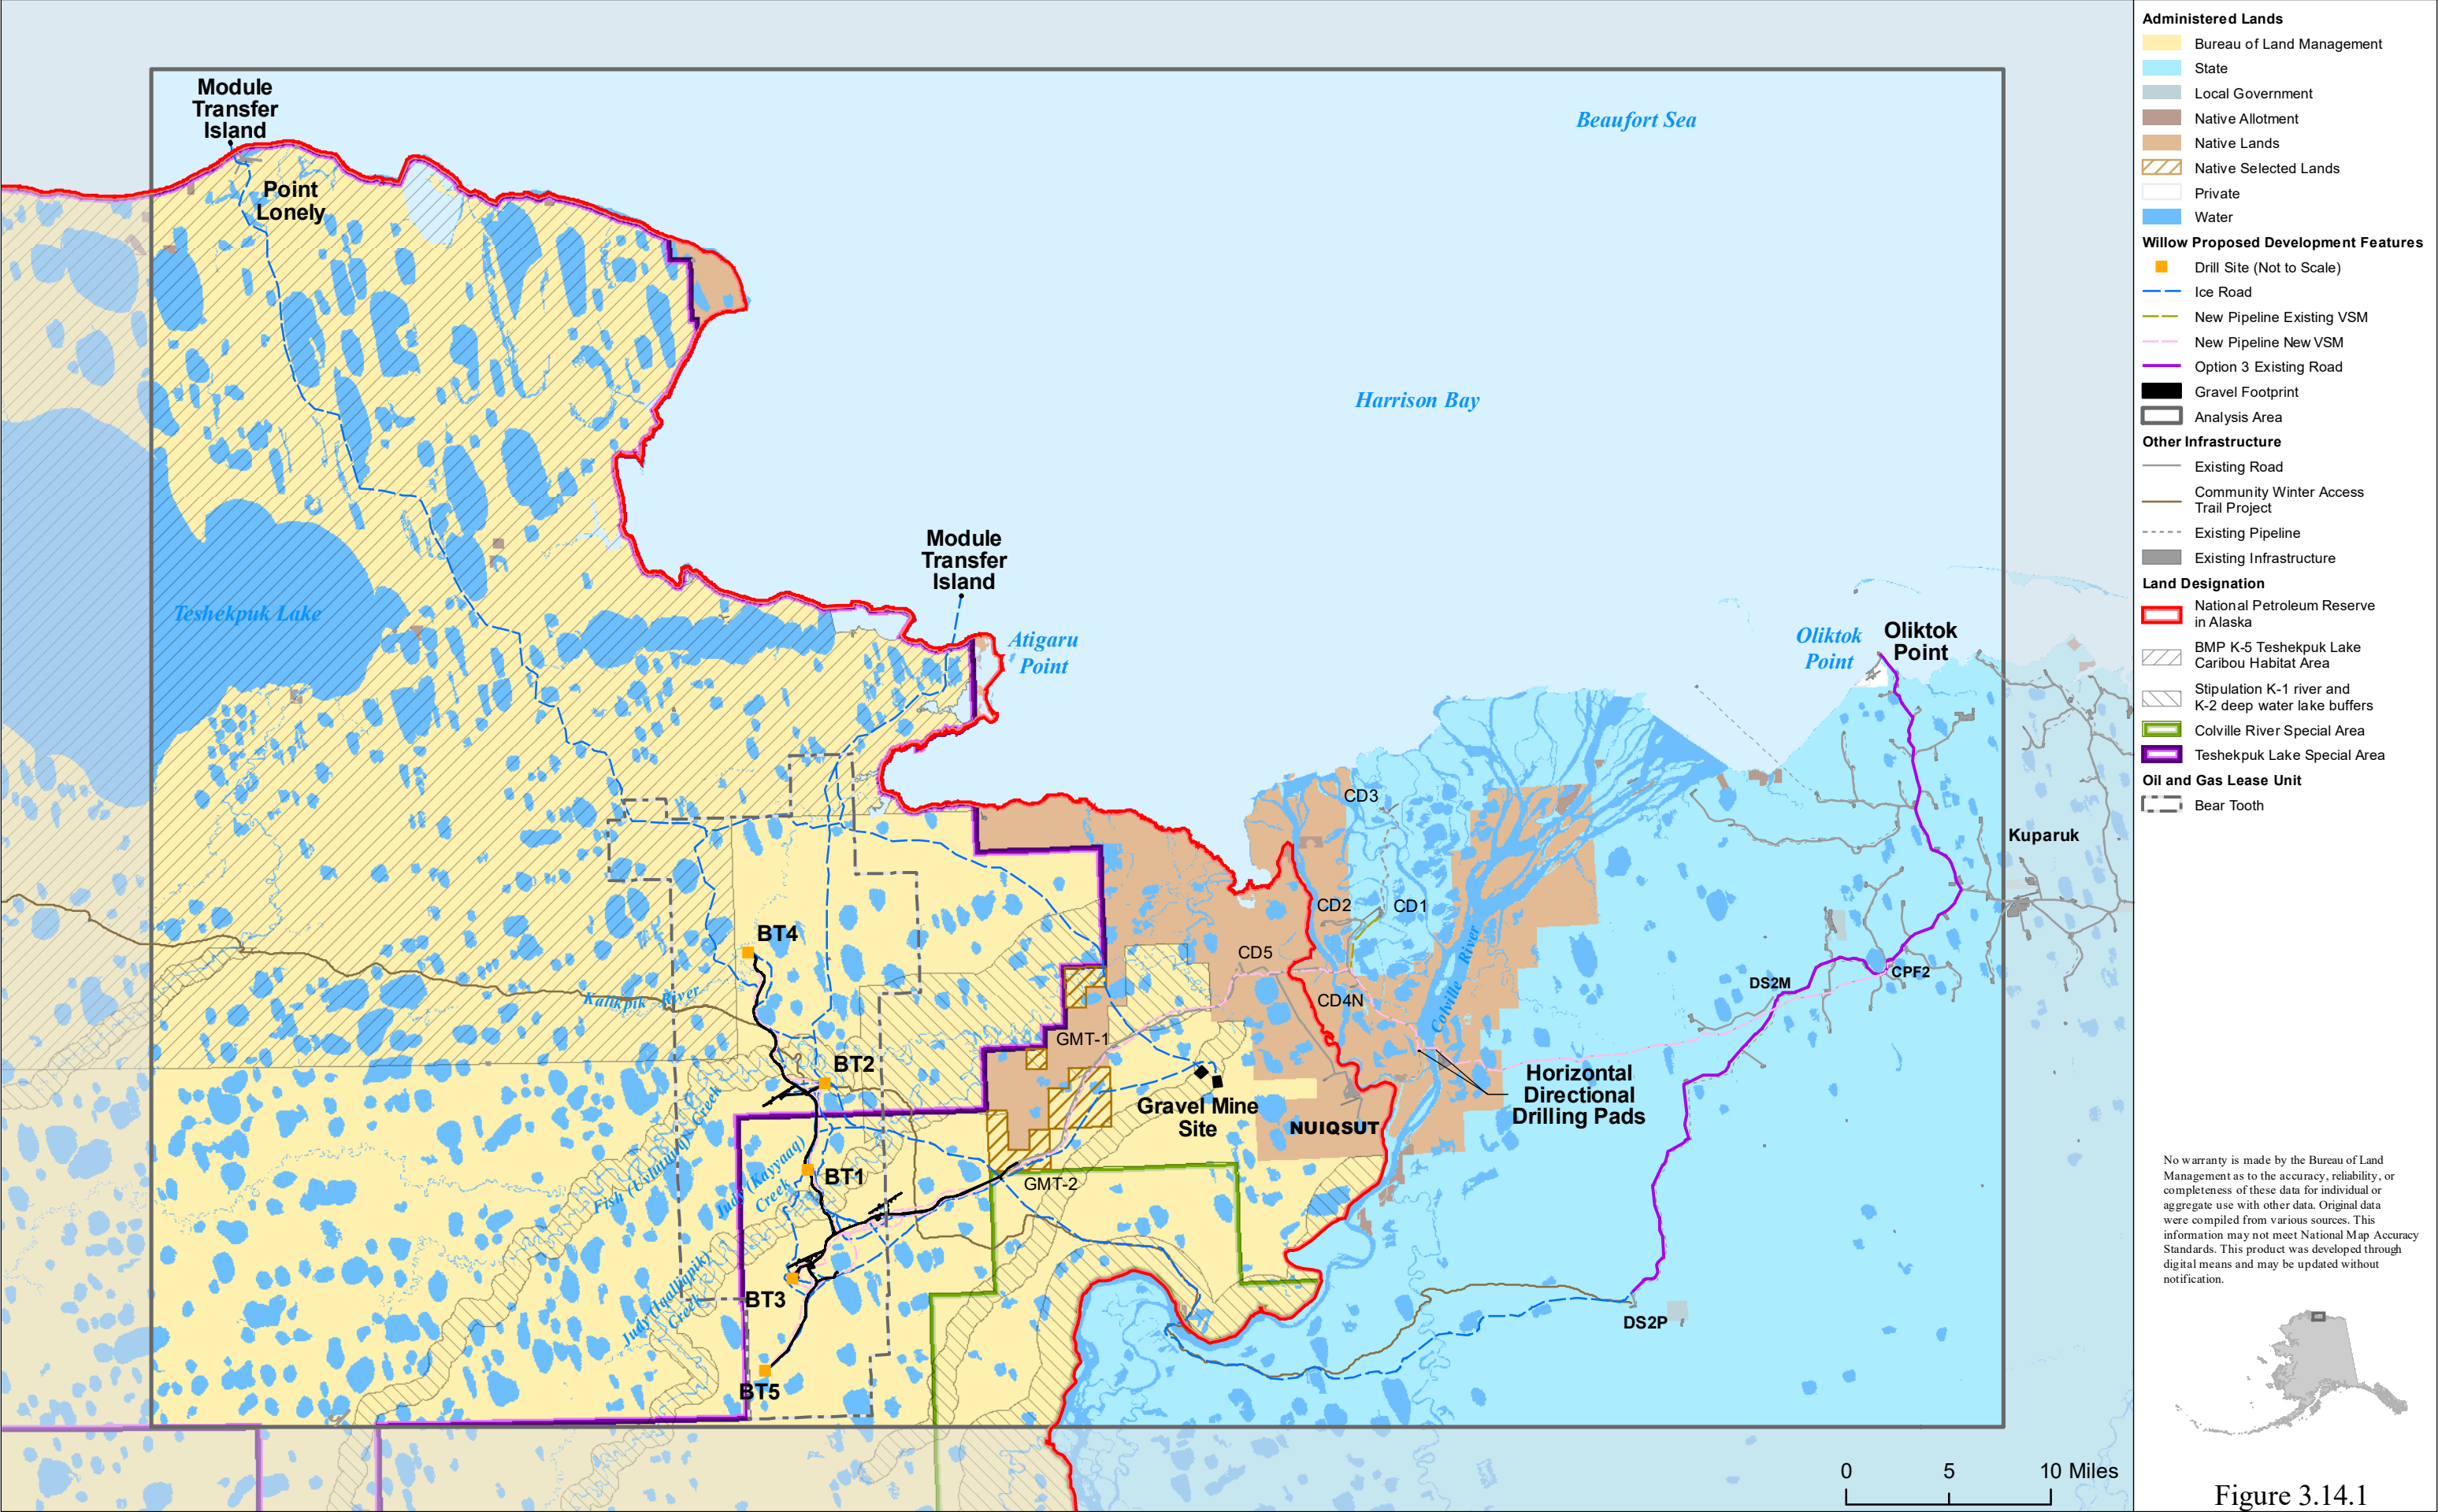 Module
Transfer
Island
Point
Lonely
Beaufort Sea
Harrison Bay
Teshekpuk Lake
Module
Transfer
Island
Atigaru
Point
Oliktok
Point
Oliktok
Point
CD3
Kuparuk
CD2
CD1
CD5
BT4
Colville River
CPF2
DS2M
CD4N
Kalikpik River
GMT-1
BT2
Horizontal
Directional
Drilling Pads
Gravel Mine
Site
NUIQSUT
Fish (Uvlutuuq) Creek
Judy (Kayyaaq)
Creek
BT1
GMT-2
Judy (Iqalliqpik)
Creek
BT3
DS2P
BT5
0 5 10 Miles
Administered Lands
Bureau of Land Management
State
Local Government
Native Allotment
Native Lands
Native Selected Lands
Private
Water
Willow Proposed Development Features
Drill Site (Not to Scale)
Ice Road
New Pipeline Existing VSM
New Pipeline New VSM
Option 3 Existing Road
Gravel Footprint
Analysis Area
Other Infrastructure
Existing Road
Community Winter Access
Trail Project
Existing Pipeline
Existing Infrastructure
Land Designation
National Petroleum Reserve
in Alaska
BMP K-5 Teshekpuk Lake
Caribou Habitat Area
Stipulation K-1 river and
K-2 deep water lake buffers
Colville River Special Area
Teshekpuk Lake Special Area
Oil and Gas Lease Unit
Bear Tooth
No warranty is made by the Bureau of Land
Management as to the accuracy, reliability, or
completeness of these data for individual or
aggregate use with other data. Original data
were compiled from various sources. This
information may not meet National Map Accuracy
Standards. This product was developed through
digital means and may be updated without
notification.
Figure 3.14.1